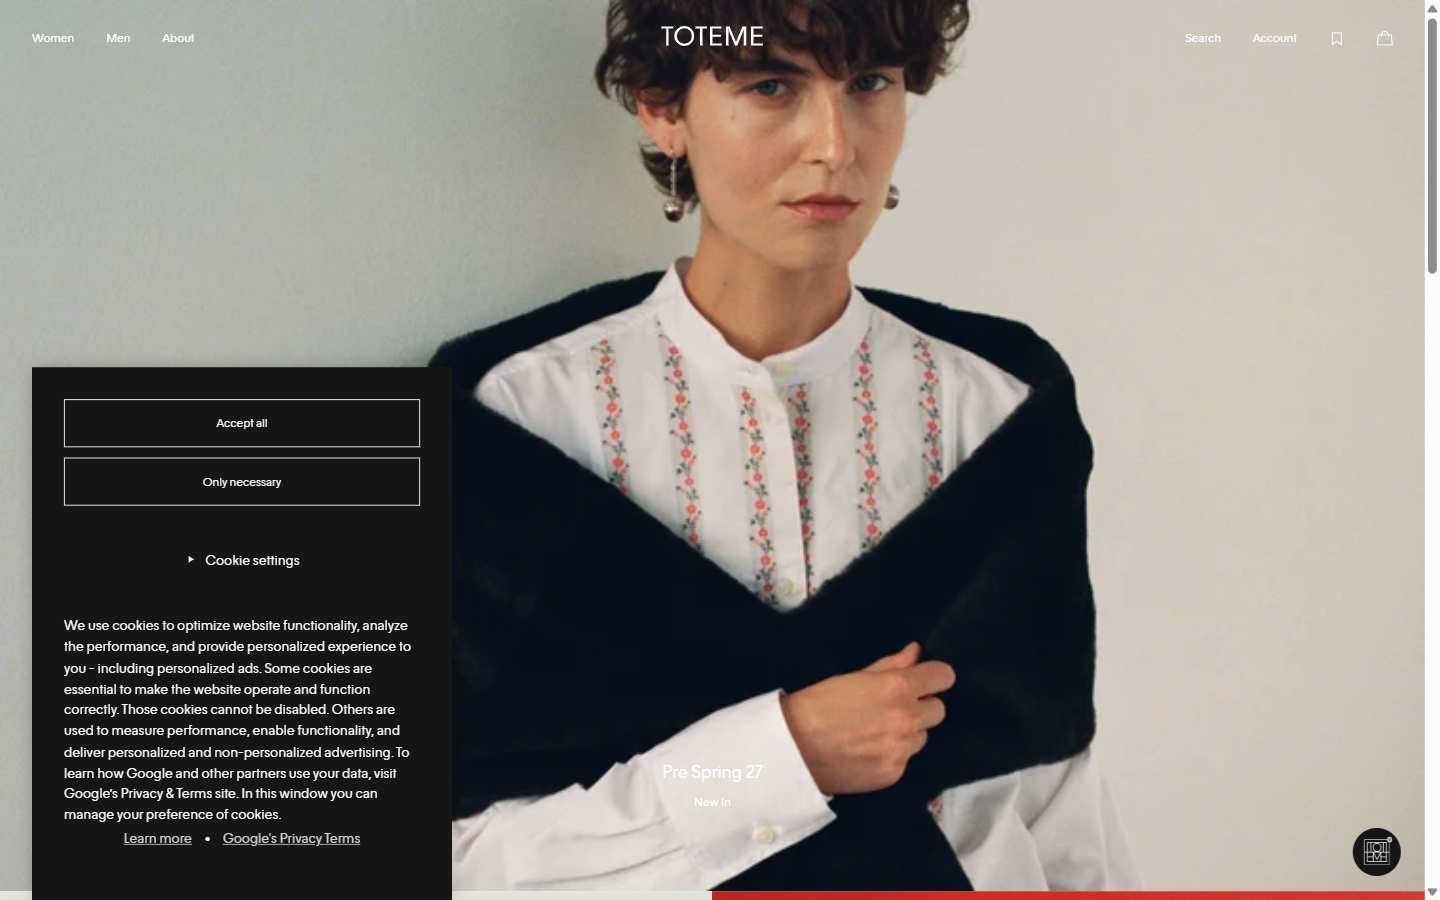 Women
Men
About
TOTEME
Search
Account
Accept all
Only necessary
Cookie settings
We use cookies to optimize website functionality, analyze
the performance, and provide personalized experience to
you - including personalized ads. Some cookies are
essential to make the website operate and function
correctly. Those cookies cannot be disabled. Others are
used to measure performance, enable functionality, and
deliver personalized and non-personalized advertising. To
learn how Google and other partners use your data, visit
Google's Privacy & Terms site. In this window you can
manage your preference of cookies.
Learn more • Google's Privacy Terms
Pre Spring 27
New In